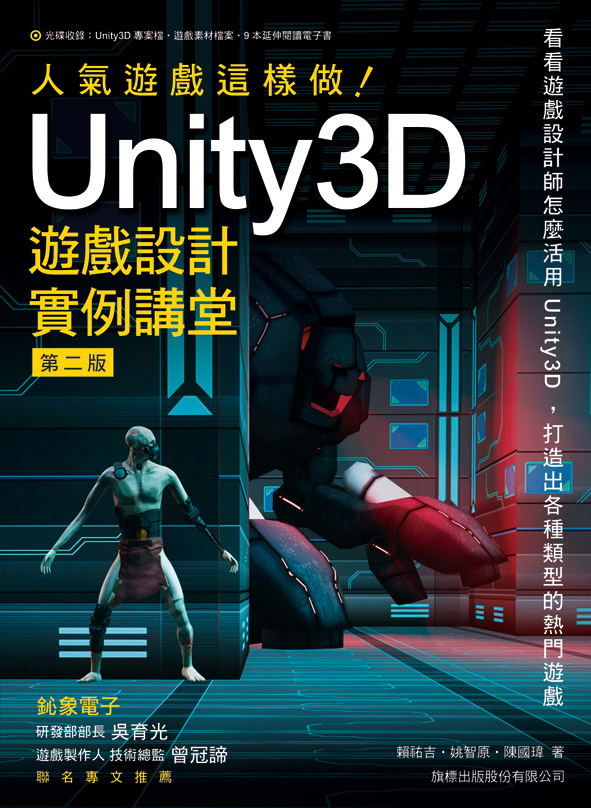 光碟收錄：Unity3D 專案檔・遊戲素材檔案・9 本延伸閱讀電子書
人氣遊戲這樣做！
Unity3D
遊戲設計
實例講堂
第二版
看看遊戲設計師怎麼活用 Unity3D，打造出各種類型的熱門遊戲
鈊象電子
研發部部長 吳育光
遊戲製作人 技術總監 曾冠諦
聯名專文推薦
賴祐吉・姚智原・陳國瑋 著
旗標出版股份有限公司